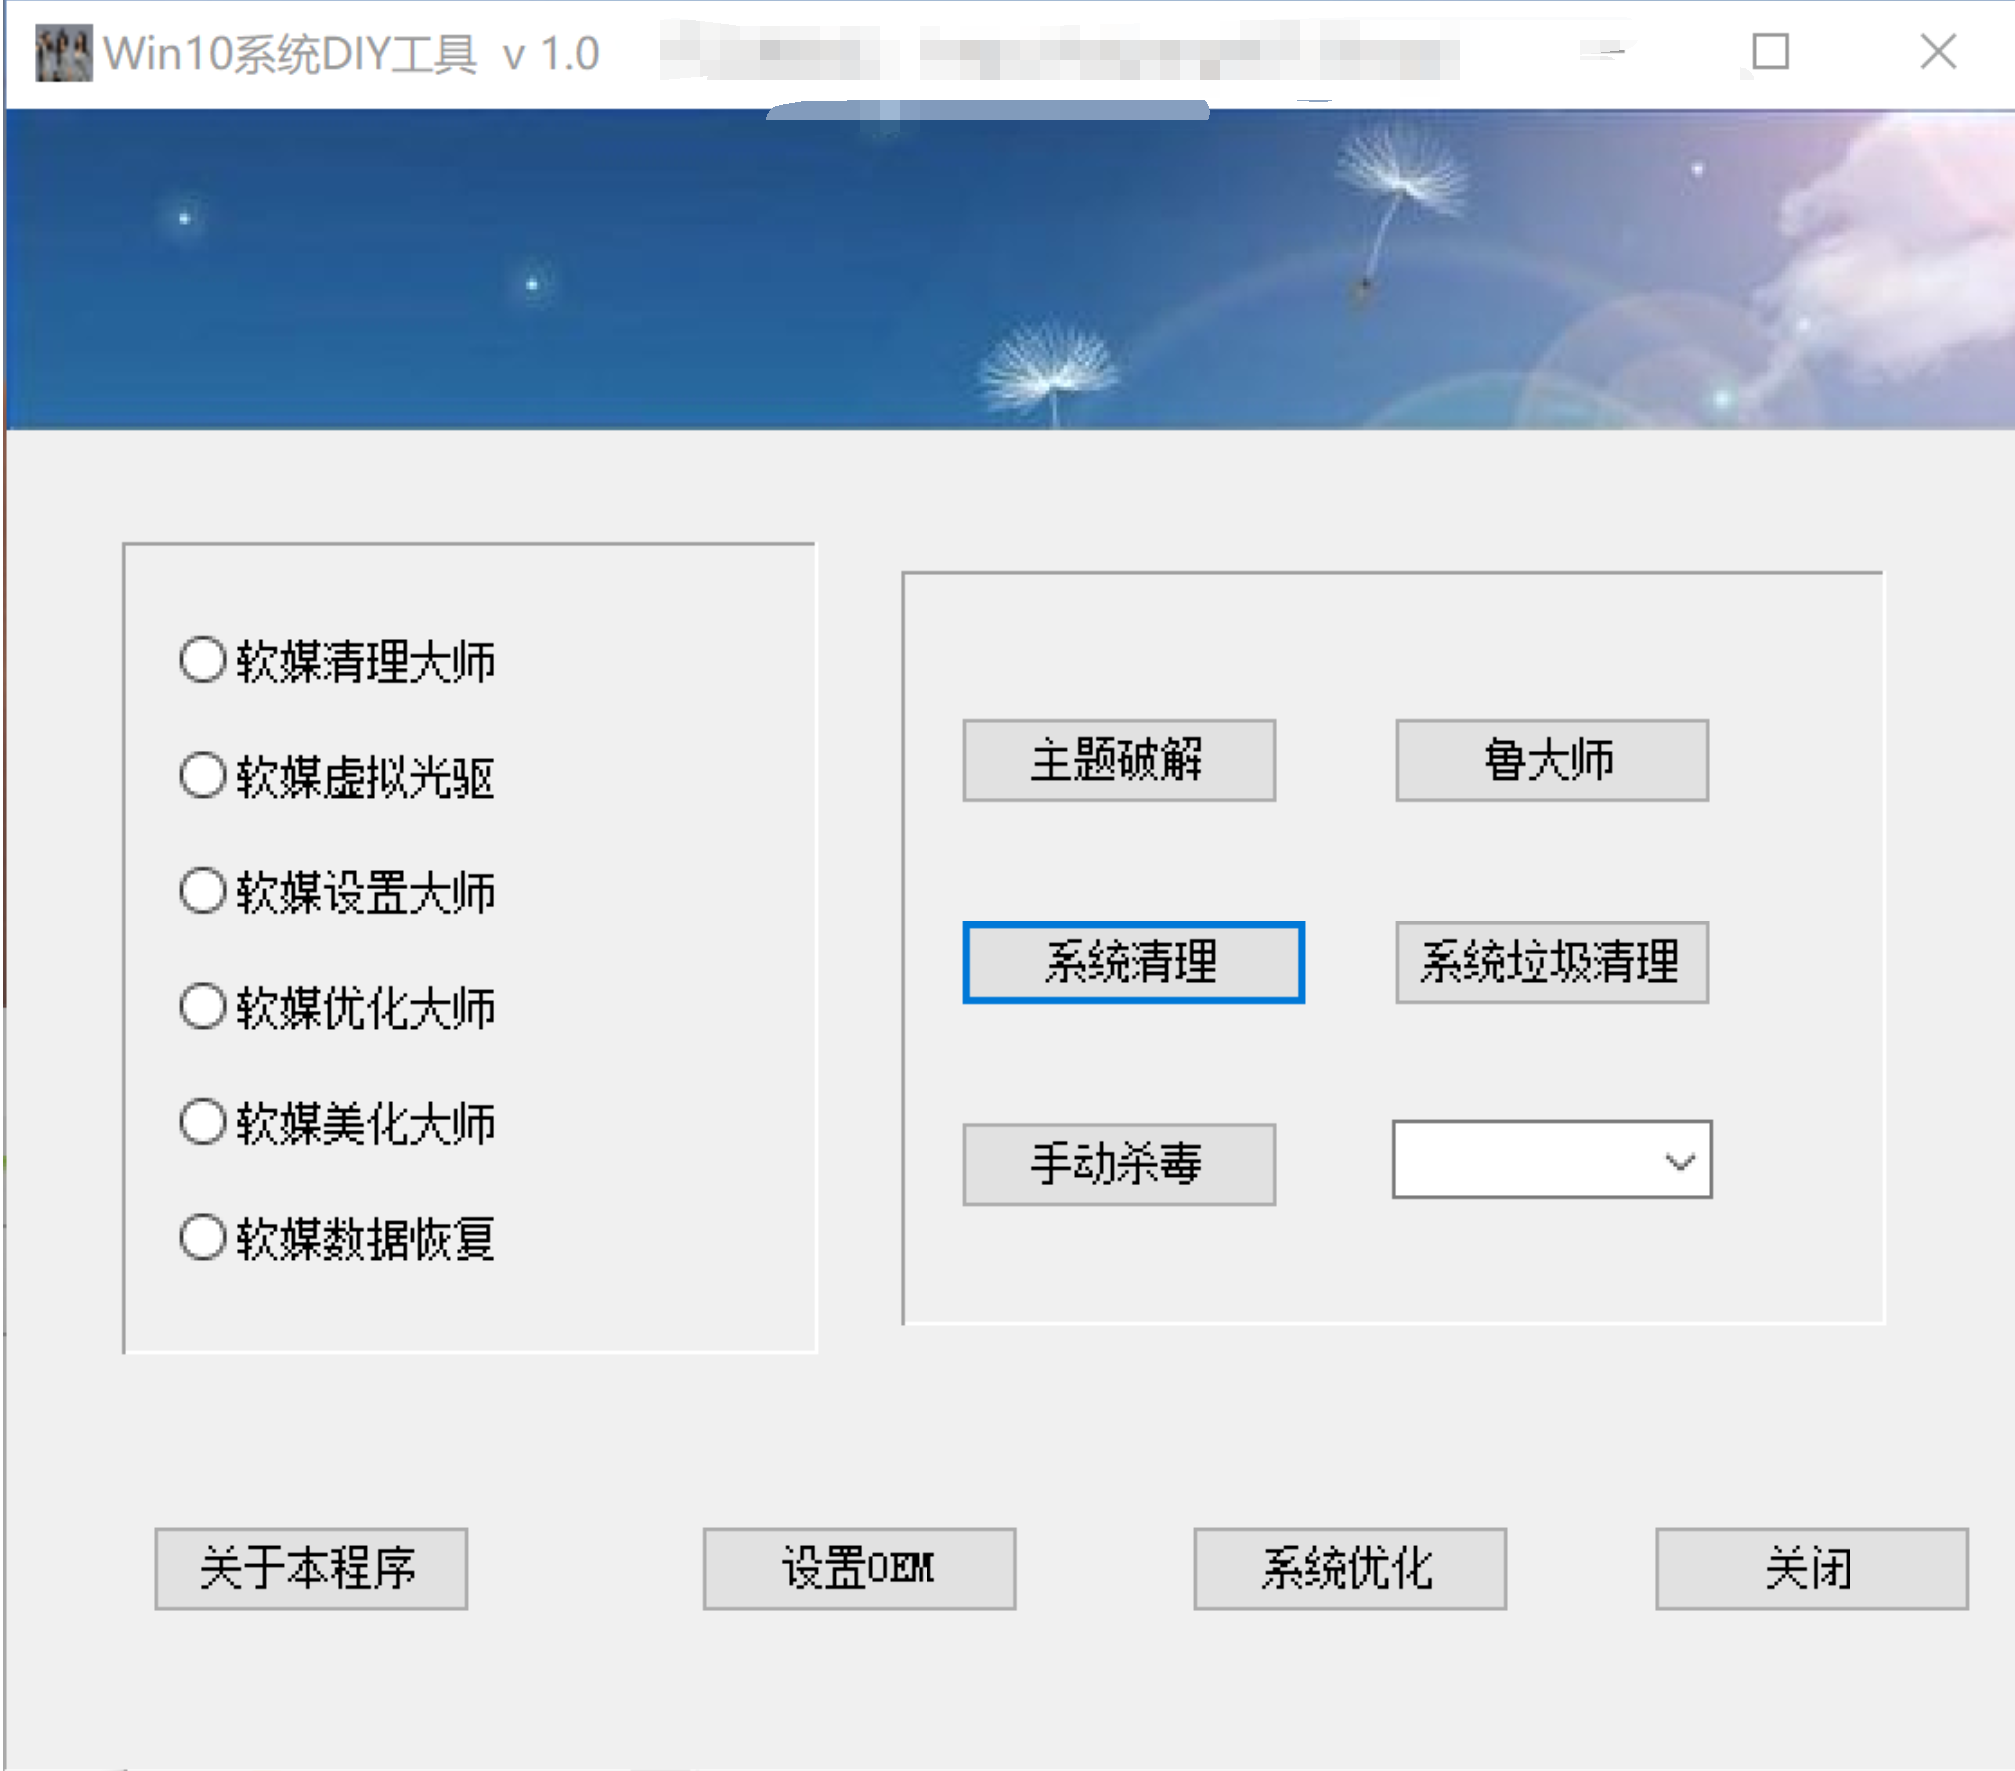 Win10系统DIY工具 v 1.0
软媒清理大师
软媒虚拟光驱
软媒设置大师
软媒优化大师
软媒美化大师
软媒数据恢复
主题破解
鲁大师
系统清理
系统垃圾清理
手动杀毒
关于本程序
设置OEM
系统优化
关闭